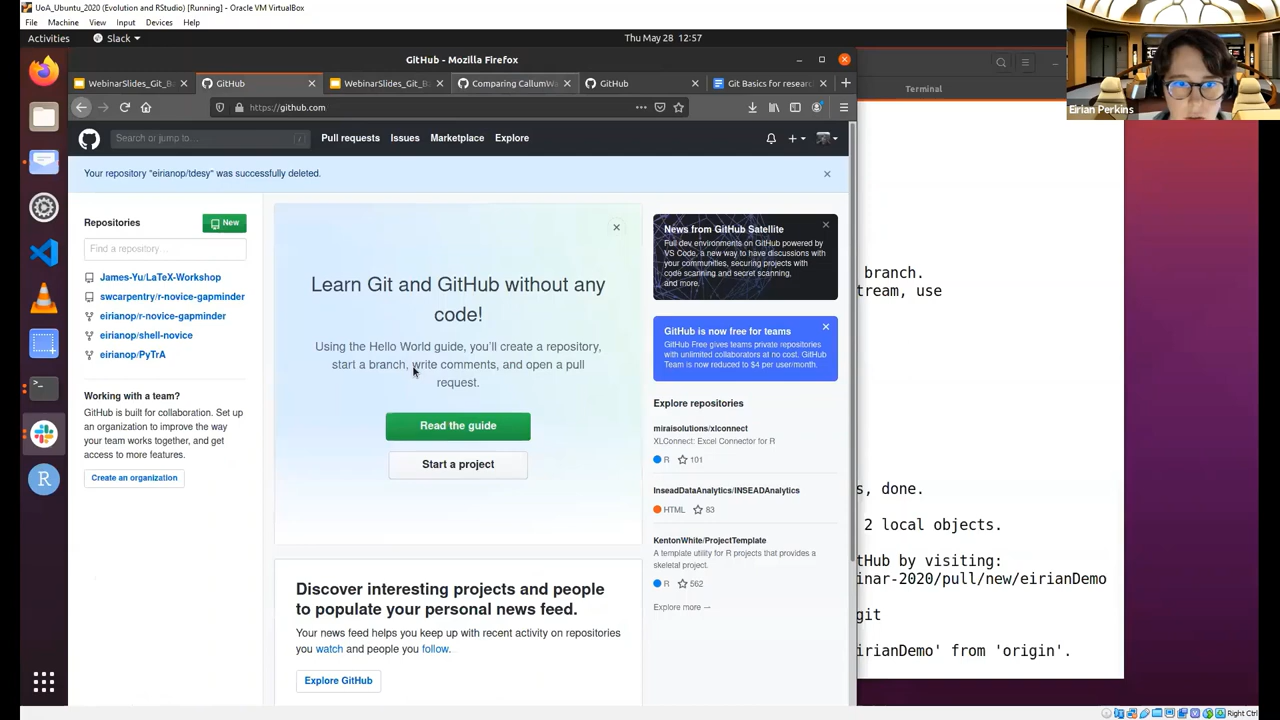 UoA_Ubuntu_2020 (Evolution and RStudio) [Running] - Oracle VM VirtualBox
File Machine View Input Devices Help
Activities
Slack
Thu May 28 12:57
Eirian Perkins
GitHub - Mozilla Firefox
WebinarSlides_Git_B
GitHub
WebinarSlides_Git_B
Comparing CallumWa
GitHub
Git Basics for resear
https://github.com
Terminal
Search or jump to...
/
Pull requests
Issues
Marketplace
Explore
Your repository "eirianop/tdesy" was successfully deleted.
Repositories
New
Find a repository...
James-Yu/LaTeX-Workshop
swcarpentry/r-novice-gapminder
eirianop/r-novice-gapminder
eirianop/shell-novice
eirianop/PyTrA
Working with a team?
GitHub is built for collaboration. Set up
an organization to improve the way
your team works together, and get
access to more features.
Create an organization
Learn Git and GitHub without any
code!
Using the Hello World guide, you'll create a repository,
start a branch, write comments, and open a pull
request.
Read the guide
Start a project
Discover interesting projects and people
to populate your personal news feed.
Your news feed helps you keep up with recent activity on repositories
you watch and people you follow.
Explore GitHub
News from GitHub Satellite
Full dev environments on GitHub powered by
VS Code, a new way to have discussions with
your communities, securing projects with
code scanning and secret scanning,
and more.
GitHub is now free for teams
GitHub Free gives teams private repositories
with unlimited collaborators at no cost. GitHub
Team is now reduced to $4 per user/month.
Explore repositories
miraisolutions/xlconnect
XLConnect: Excel Connector for R
R 101
InseadDataAnalytics/INSEADAnalytics
HTML 83
KentonWhite/ProjectTemplate
A template utility for R projects that provides a
skeletal project.
R 562
Explore more →
branch.
tream, use
s, done.
2 local objects.
tHub by visiting:
inar-2020/pull/new/eirianDemo
git
irianDemo' from 'origin'.
Right Ctrl